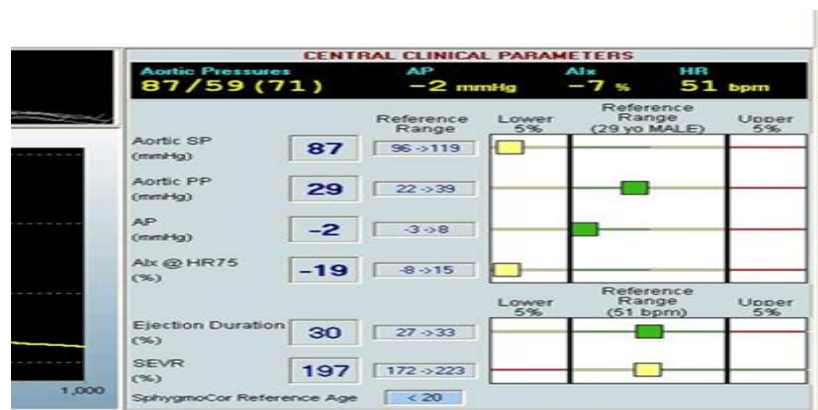 CENTRAL CLINICAL PARAMETERS
Aortic Pressures AP AIx HR
87/59 (71) −2 mmHg −7 % 51 bpm
Reference Range Lower 5% Reference Range (29 yo MALE) Upper 5%
Aortic SP (mmHg) 87 96->119
Aortic PP (mmHg) 29 22->39
AP (mmHg) -2 -3->8
AIx @ HR75 (%) -19 -8->15
Lower 5% Reference Range (51 bpm) Upper 5%
Ejection Duration (%) 30 27->33
SEVR (%) 197 172->223
1,000
SphygmoCor Reference Age < 20